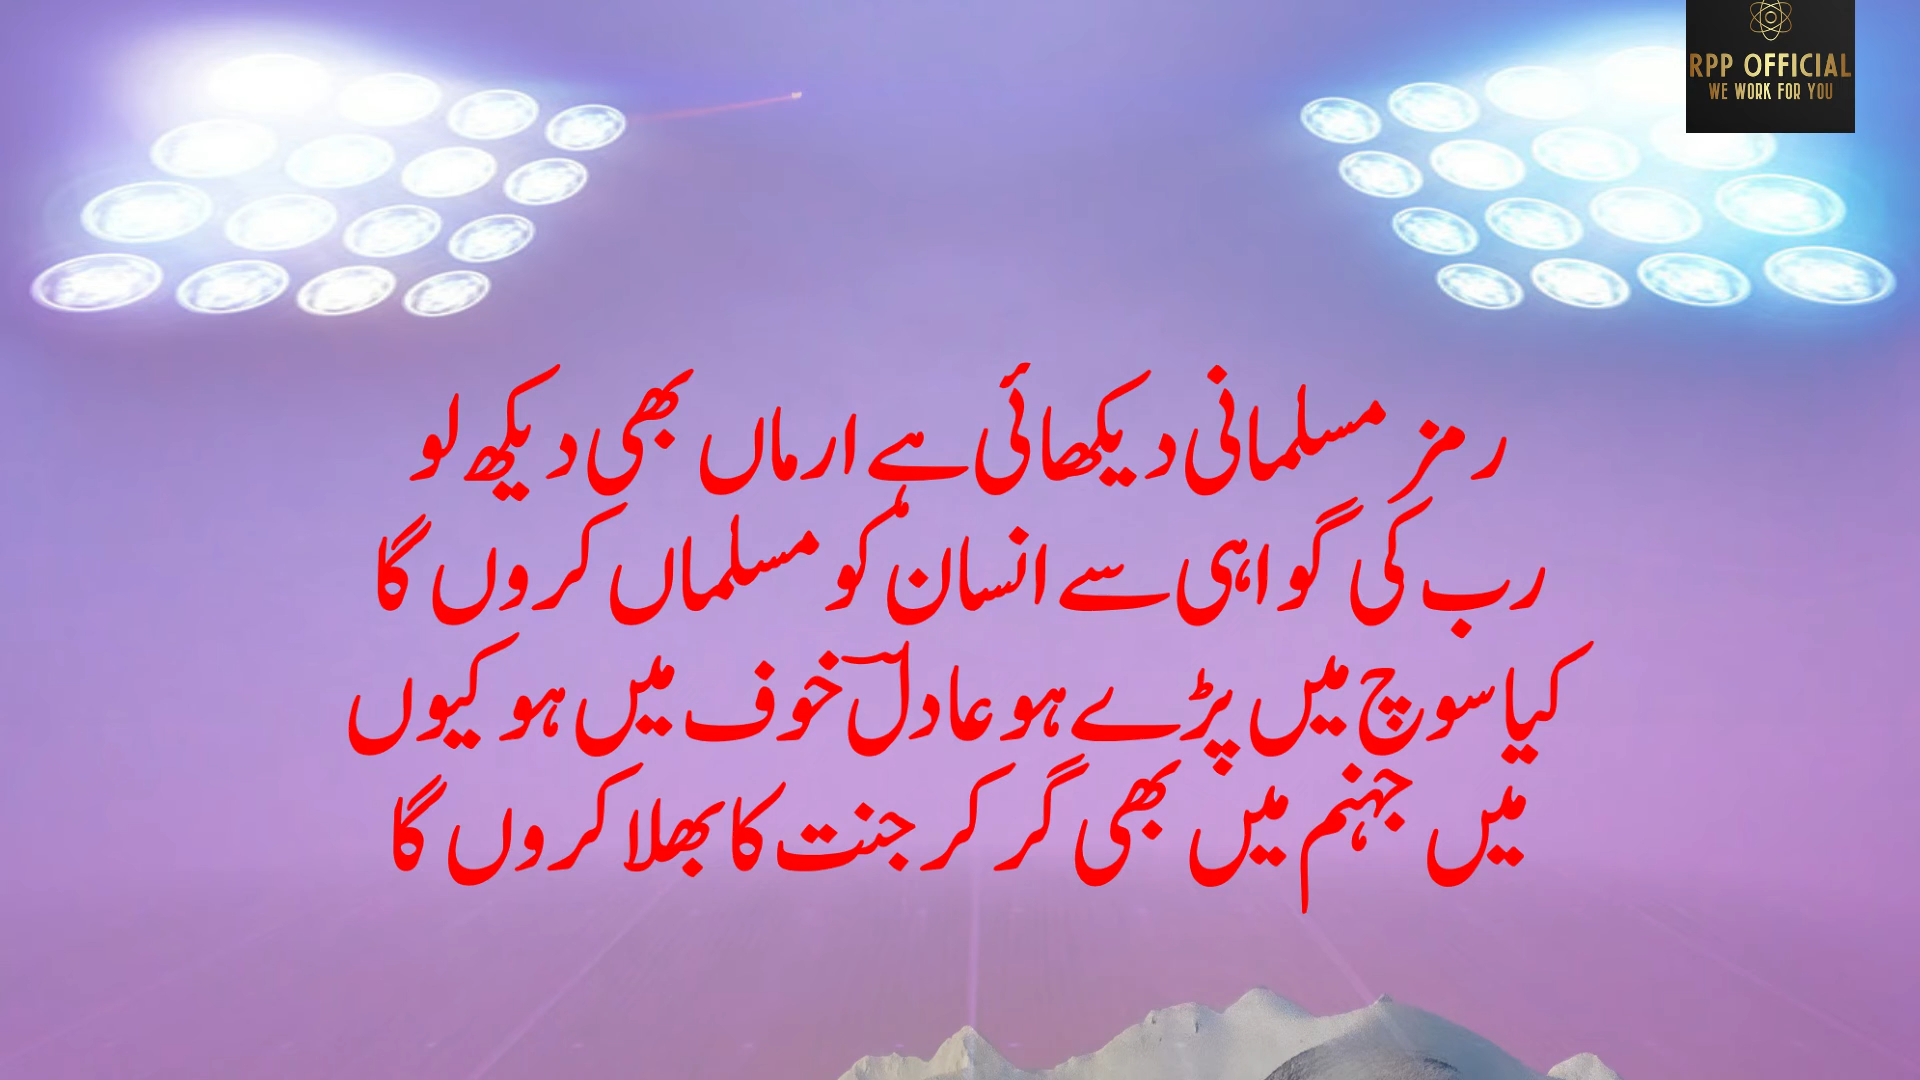 RPP OFFICIAL
WE WORK FOR YOU
رمز مسلمانی دیکھائی ہے ارماں بھی دیکھ لو
رب کی گواہی سے انسان کو مسلماں کروں گا
کیا سوچ میں پڑے ہو عادلؔ خوف میں ہو کیوں
میں جہنم میں بھی گر کر جنت کا بھلا کروں گا